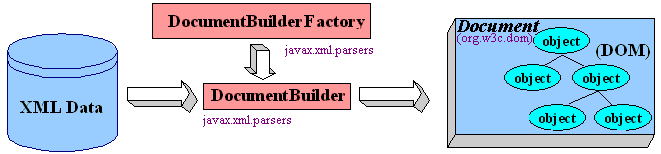 DocumentBuilderFactory
javax.xml.parsers
XML Data
DocumentBuilder
javax.xml.parsers
Document
(org.w3c.dom)
object
(DOM)
object
object
object
object